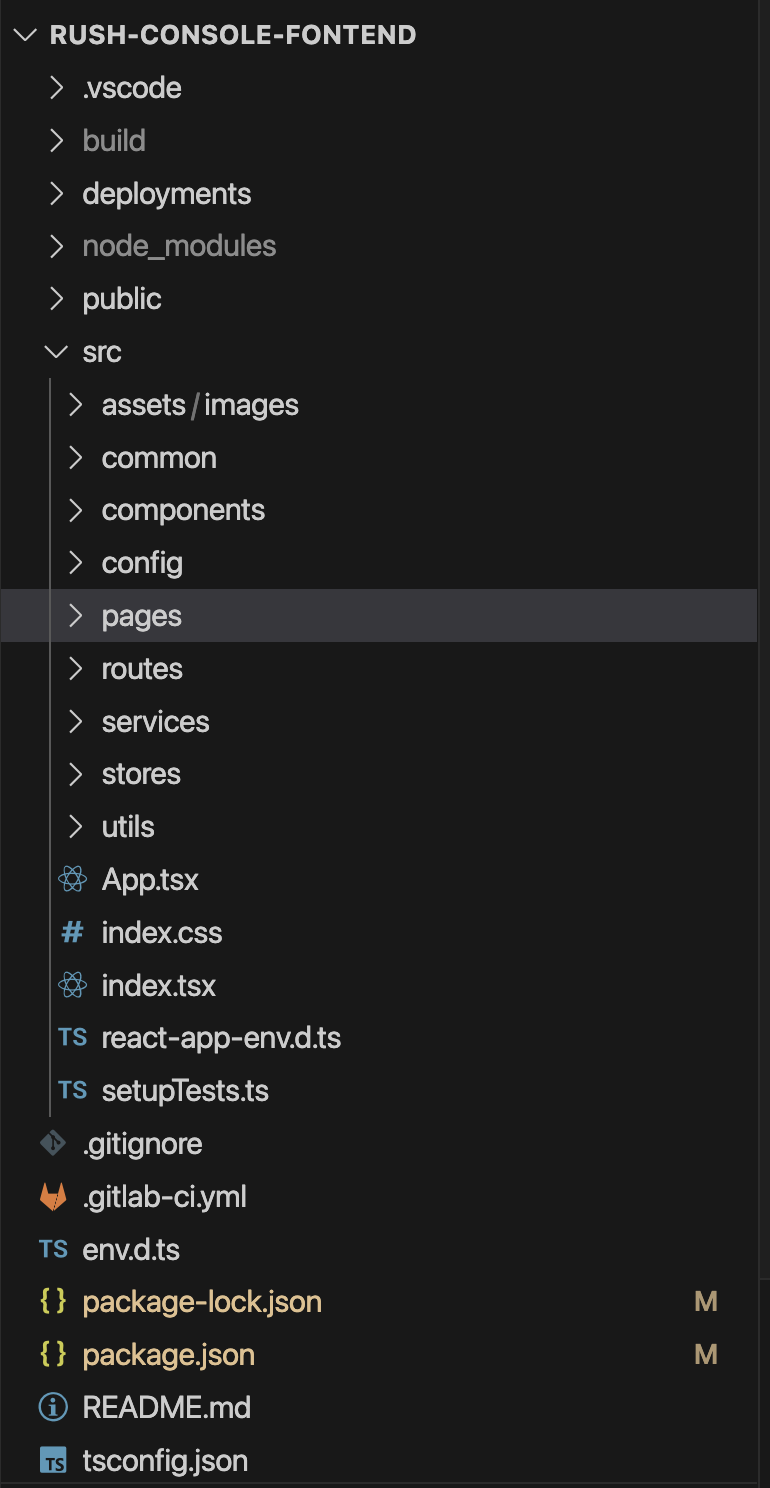 RUSH-CONSOLE-FONTEND
.vscode
build
deployments
node_modules
public
src
assets/images
common
components
config
pages
routes
services
stores
utils
App.tsx
# index.css
index.tsx
TS react-app-env.d.ts
TS setupTests.ts
.gitignore
.gitlab-ci.yml
TS env.d.ts
{} package-lock.json M
{} package.json M
README.md
TS tsconfig.json